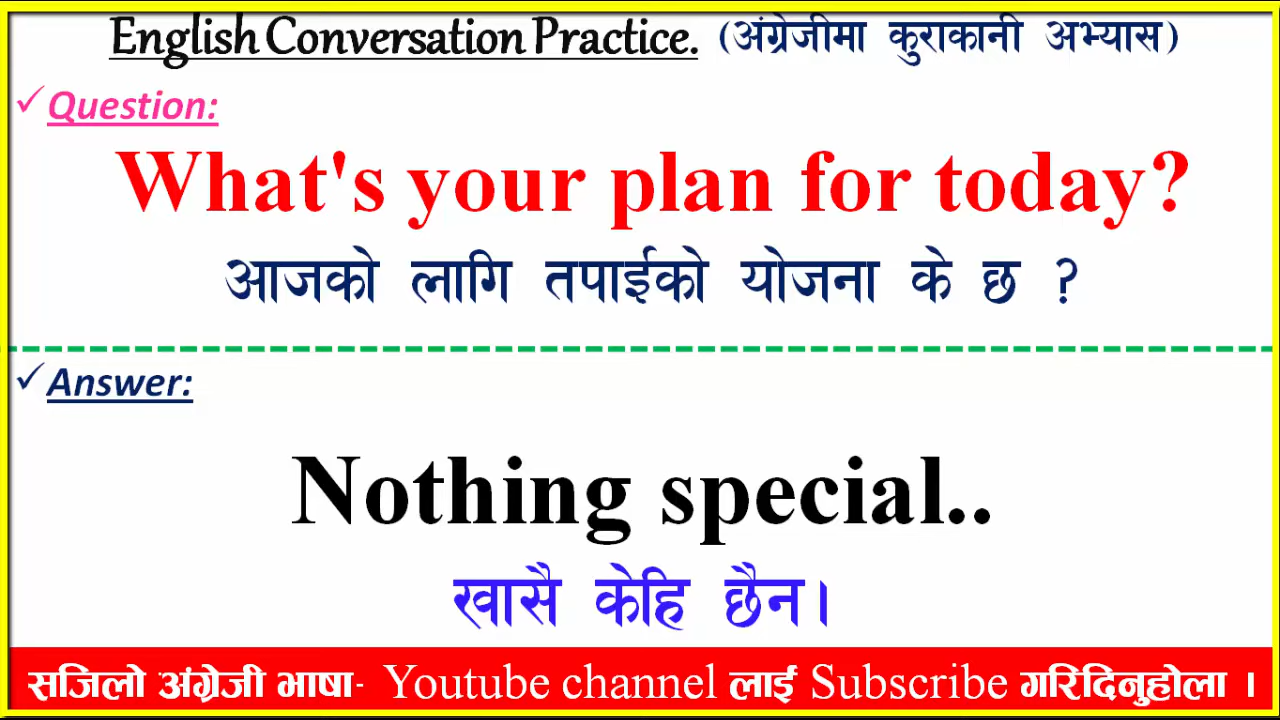 English Conversation Practice. (अंग्रेजीमा कुराकानी अभ्यास)
Question:
What's your plan for today?
आजको लागि तपाईको योजना के छ ?
Answer:
Nothing special..
खासै केहि छैन।
सजिलो अंग्रेजी भाषा- Youtube channel लाई Subscribe गरिदिनुहोला ।